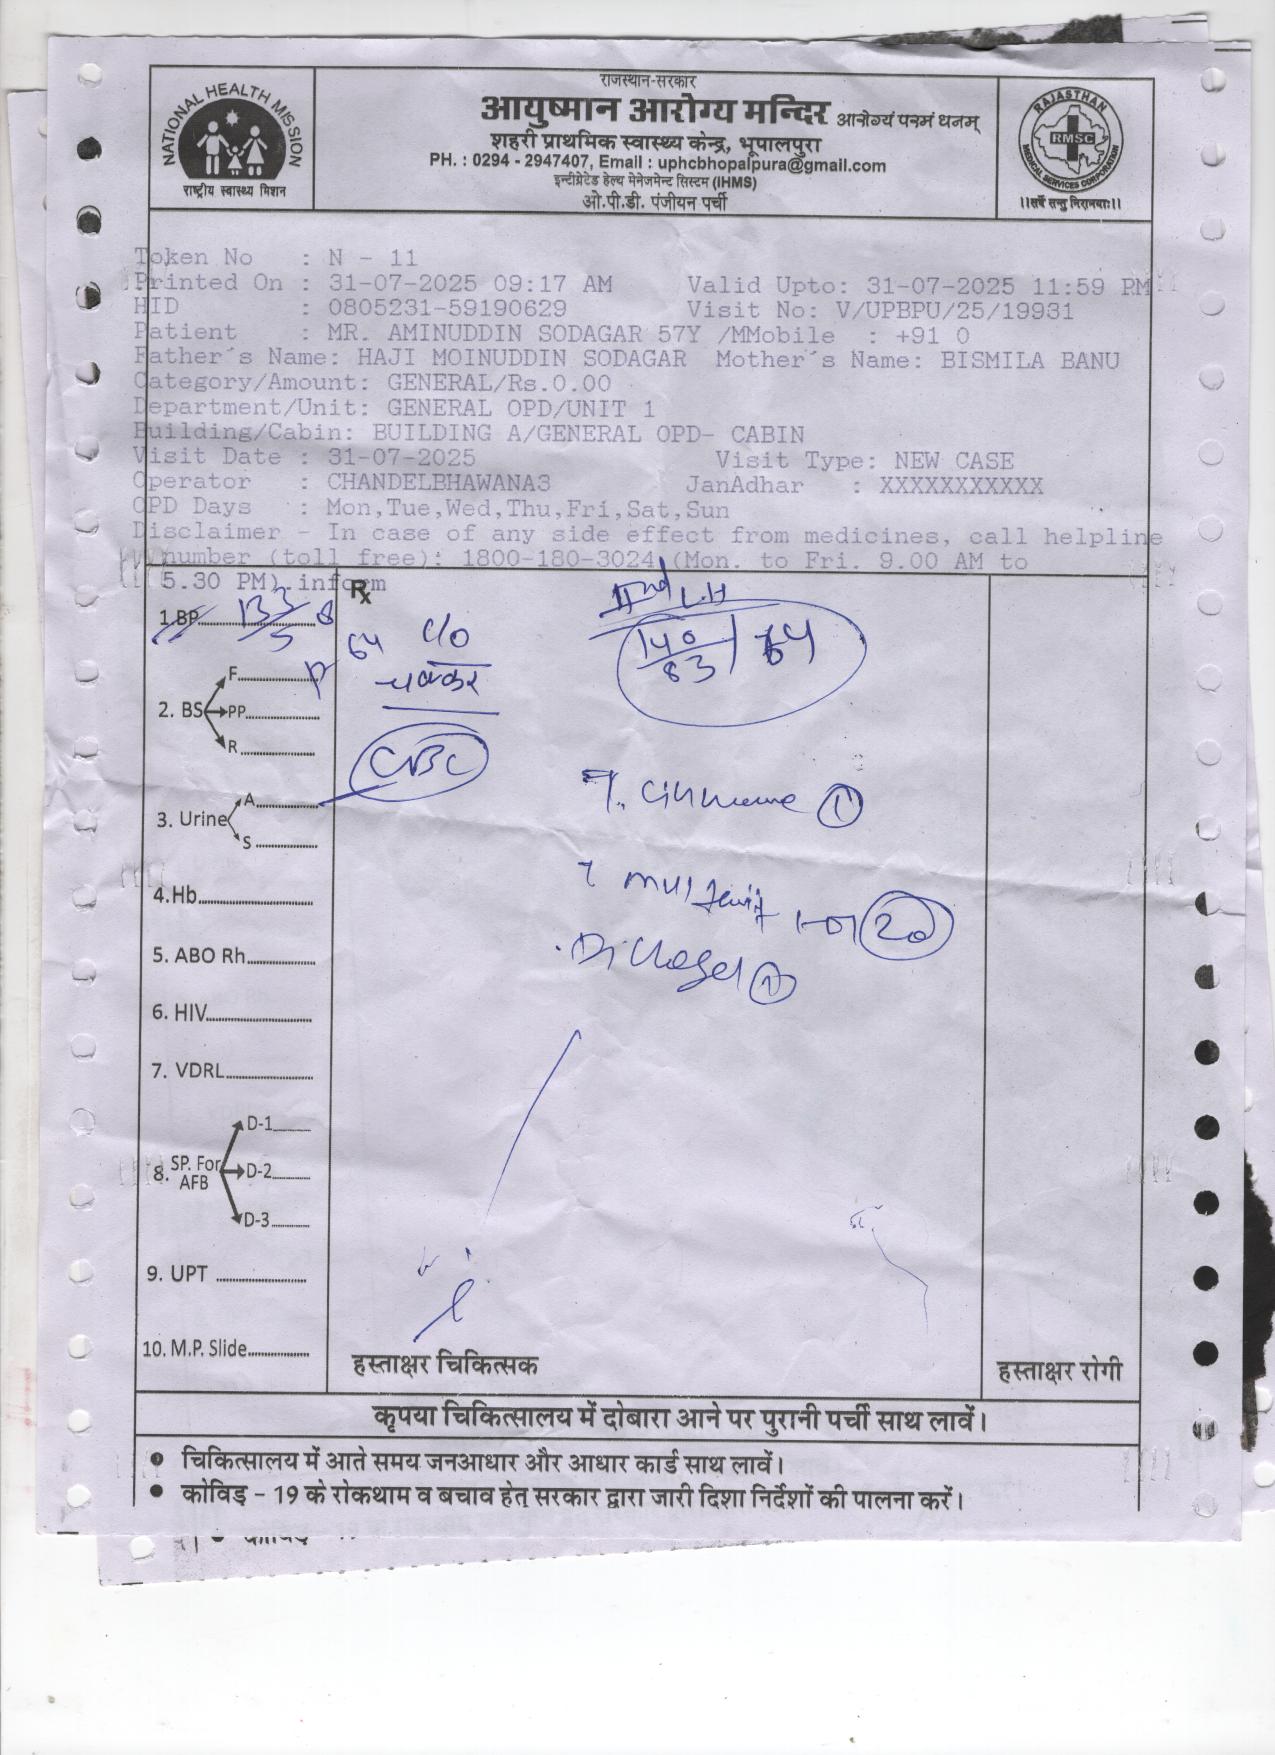 राजस्थान-सरकार
आयुष्मान आरोग्य मन्दिर आरोग्यं परमं धनम्
शहरी प्राथमिक स्वास्थ्य केन्द्र, भूपालपुरा
PH. : 0294 - 2947407, Email : uphcbhopalpura@gmail.com
इन्टीग्रेटेड हेल्थ मेनेजमेन्ट सिस्टम (IHMS)
ओ.पी.डी. पंजीयन पर्ची
NATIONAL HEALTH MISSION
राष्ट्रीय स्वास्थ्य मिशन
RAJASTHAN
RMSC
MEDICAL SERVICES CORPORATION
।।सर्वे सन्तु निरामयाः।।
Token No : N - 11
Printed On : 31-07-2025 09:17 AM Valid Upto: 31-07-2025 11:59 PM
HID : 0805231-59190629 Visit No: V/UPBPU/25/19931
Patient : MR. AMINUDDIN SODAGAR 57Y /MMobile : +91 0
Father´s Name: HAJI MOINUDDIN SODAGAR Mother´s Name: BISMILA BANU
Category/Amount: GENERAL/Rs.0.00
Department/Unit: GENERAL OPD/UNIT 1
Building/Cabin: BUILDING A/GENERAL OPD- CABIN
Visit Date : 31-07-2025 Visit Type: NEW CASE
Operator : CHANDELBHAWANA3 JanAdhar : XXXXXXXXXXX
OPD Days : Mon,Tue,Wed,Thu,Fri,Sat,Sun
Disclaimer - In case of any side effect from medicines, call helpline
number (toll free): 1800-180-3024 (Mon. to Fri. 9.00 AM to
5.30 PM) inform
Rx
IInd L.H
1.BP
P 64
C/O
140/83
चक्कर
F
2. BS PP
R
CBC
3. Urine A
S
4.Hb
20
5. ABO Rh
6. HIV
7. VDRL
D-1
8. SP. For AFB D-2
D-3
9. UPT
10. M.P. Slide
हस्ताक्षर चिकित्सक
हस्ताक्षर रोगी
कृपया चिकित्सालय में दोबारा आने पर पुरानी पर्ची साथ लावें।
● चिकित्सालय में आते समय जनआधार और आधार कार्ड साथ लावें।
● कोविड - 19 के रोकथाम व बचाव हेतु सरकार द्वारा जारी दिशा निर्देशों की पालना करें।